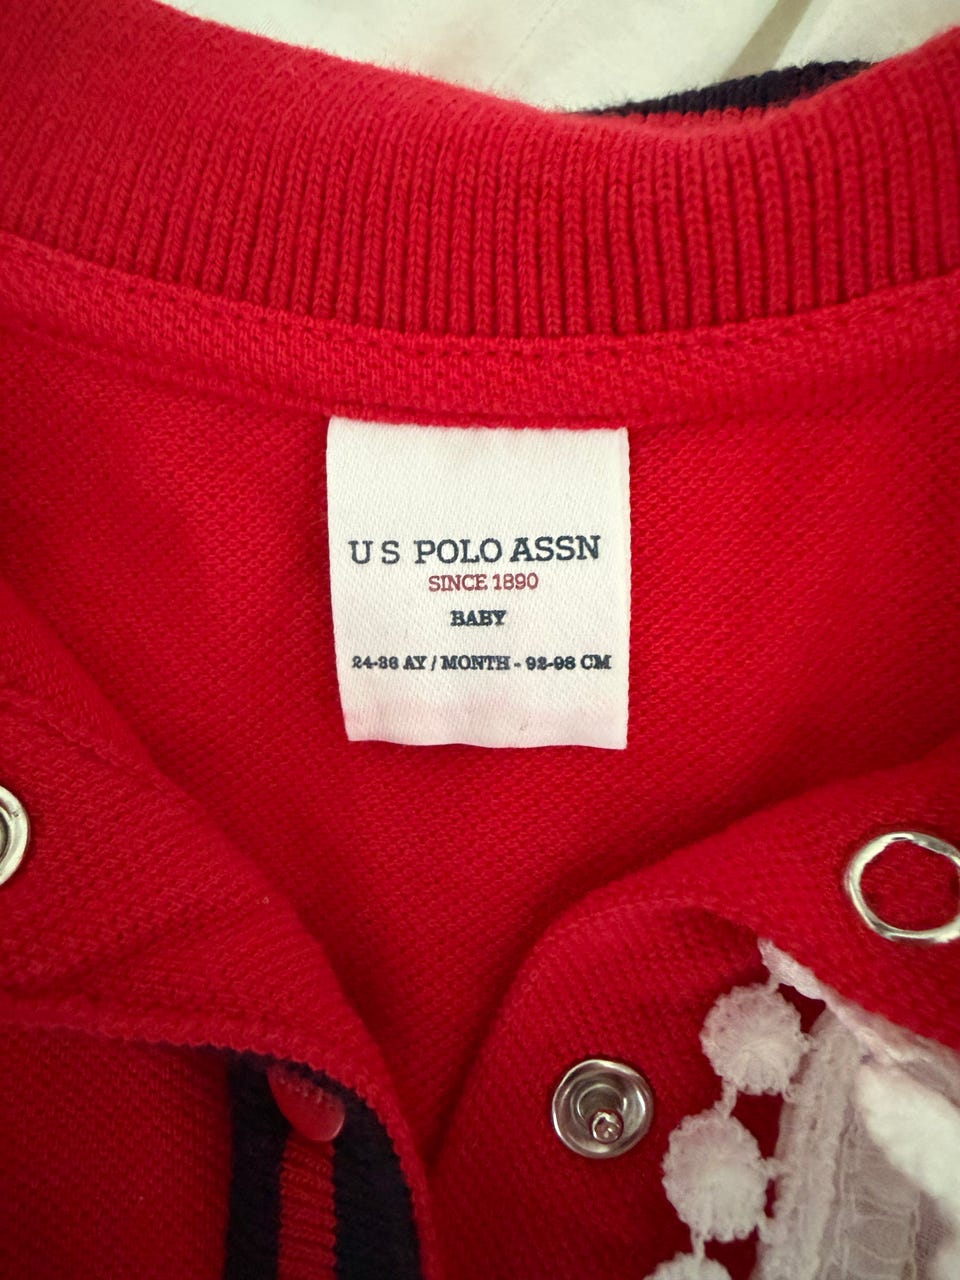 U S POLO ASSN
SINCE 1890
BABY
24-36 AY / MONTH - 92-98 CM